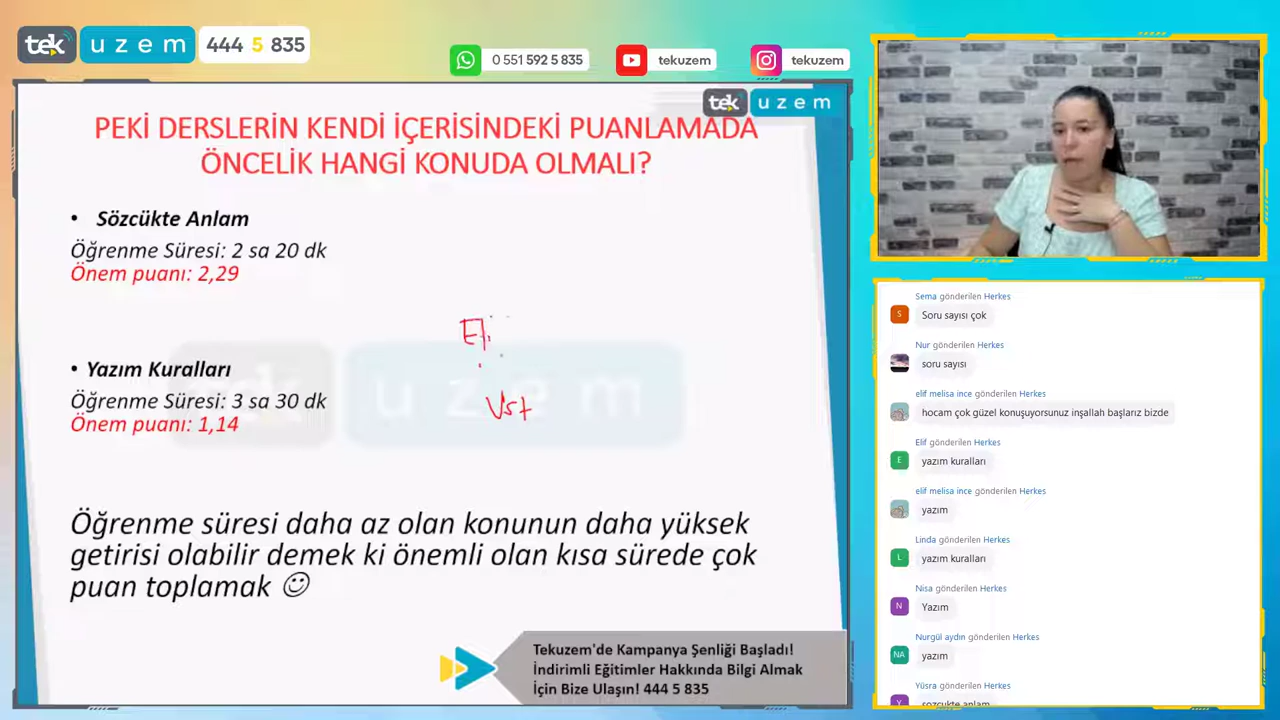 tek uzem 444 5 835
0 551 592 5 835
tekuzem
tekuzem
tek uzem
PEKİ DERSLERİN KENDİ İÇERİSİNDEKİ PUANLAMADA
ÖNCELİK HANGİ KONUDA OLMALI?
• Sözcükte Anlam
Öğrenme Süresi: 2 sa 20 dk
Önem puanı: 2,29
• Yazım Kuralları
Öğrenme Süresi: 3 sa 30 dk
Önem puanı: 1,14
tek uzem
Öğrenme süresi daha az olan konunun daha yüksek
getirisi olabilir demek ki önemli olan kısa sürede çok
puan toplamak ☺
Tekuzem'de Kampanya Şenliği Başladı!
İndirimli Eğitimler Hakkında Bilgi Almak
İçin Bize Ulaşın! 444 5 835
Sema gönderilen Herkes
S
Soru sayısı çok
Nur gönderilen Herkes
soru sayısı
elif melisa ince gönderilen Herkes
hocam çok güzel konuşuyorsunuz inşallah başlarız bizde
Elif gönderilen Herkes
E
yazım kuralları
elif melisa ince gönderilen Herkes
yazım
Linda gönderilen Herkes
L
yazım kuralları
Nisa gönderilen Herkes
N
Yazım
Nurgül aydın gönderilen Herkes
NA
yazım
Yüsra gönderilen Herkes
Y
sozcukte anlam